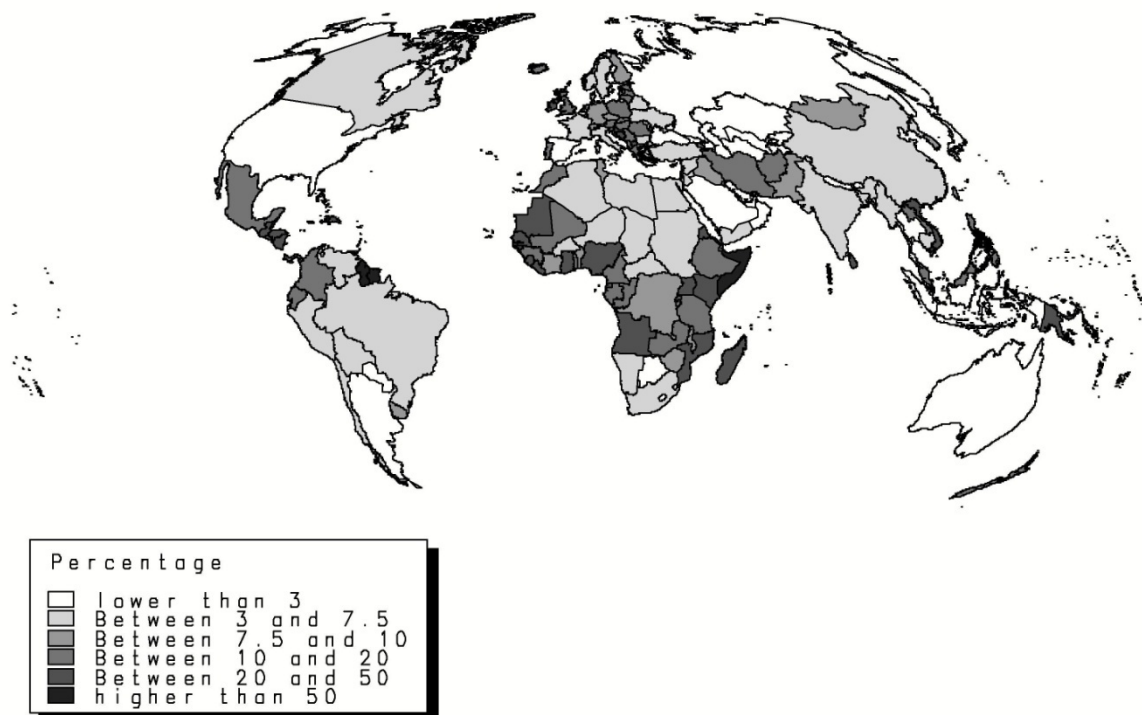 Percentage
lower than 3
Between 3 and 7.5
Between 7.5 and 10
Between 10 and 20
Between 20 and 50
higher than 50